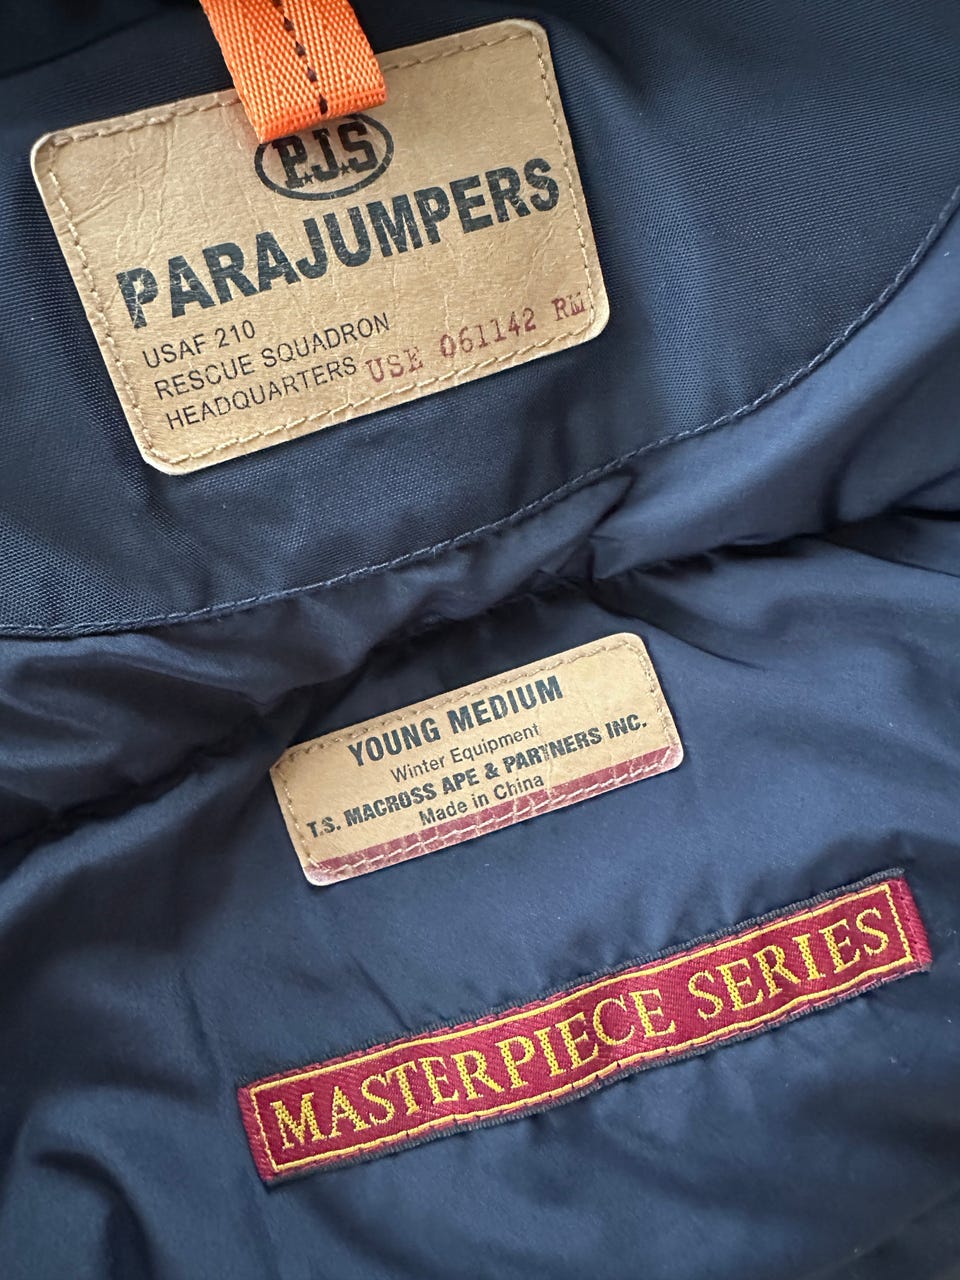 P.J.S
PARAJUMPERS
USAF 210
RESCUE SQUADRON
HEADQUARTERS USE 061142 RM
YOUNG MEDIUM
Winter Equipment
T.S. MACROSS APE & PARTNERS INC.
Made in China
MASTERPIECE SERIES